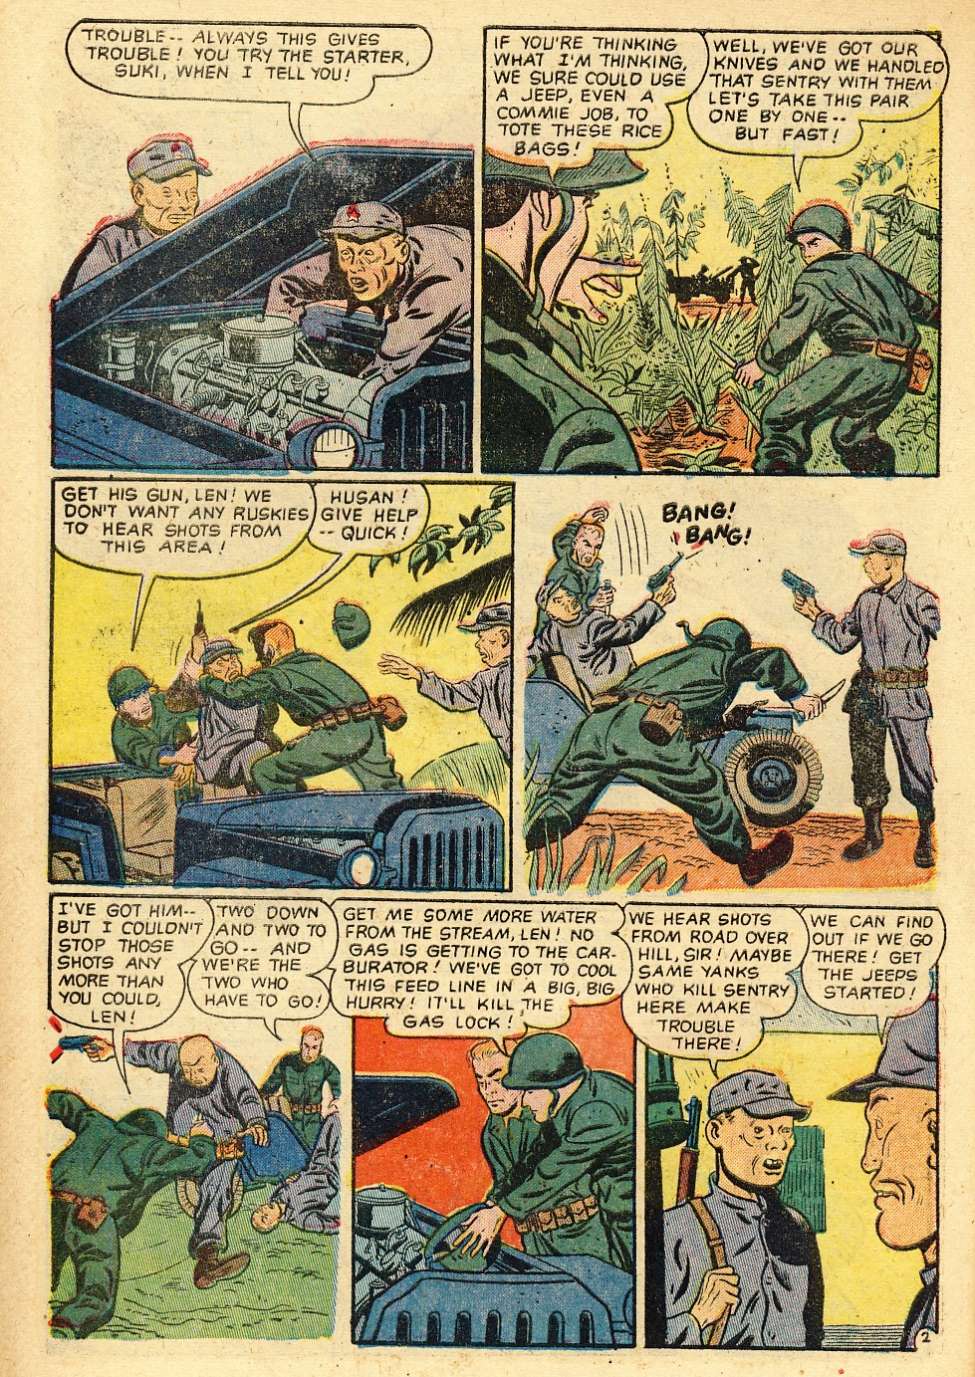 TROUBLE-- ALWAYS THIS GIVES
TROUBLE! YOU TRY THE STARTER,
SUKI, WHEN I TELL YOU!
IF YOU'RE THINKING
WHAT I'M THINKING,
WE SURE COULD USE
A JEEP, EVEN A
COMMIE JOB, TO
TOTE THESE RICE
BAGS!
WELL, WE'VE GOT OUR
KNIVES AND WE HANDLED
THAT SENTRY WITH THEM
LET'S TAKE THIS PAIR
ONE BY ONE--
BUT FAST!
GET HIS GUN, LEN! WE
DON'T WANT ANY RUSKIES
TO HEAR SHOTS FROM
THIS AREA!
HUSAN!
GIVE HELP
-- QUICK!
BANG!
BANG!
I'VE GOT HIM--
BUT I COULDN'T
STOP THOSE
SHOTS ANY
MORE THAN
YOU COULD,
LEN!
TWO DOWN
AND TWO TO
GO-- AND
WE'RE THE
TWO WHO
HAVE TO GO!
GET ME SOME MORE WATER
FROM THE STREAM, LEN! NO
GAS IS GETTING TO THE CAR-
BURATOR! WE'VE GOT TO COOL
THIS FEED LINE IN A BIG, BIG
HURRY! IT'LL KILL THE
GAS LOCK!
WE HEAR SHOTS
FROM ROAD OVER
HILL, SIR! MAYBE
SAME YANKS
WHO KILL SENTRY
HERE MAKE
TROUBLE
THERE!
WE CAN FIND
OUT IF WE GO
THERE! GET
THE JEEPS
STARTED!
2